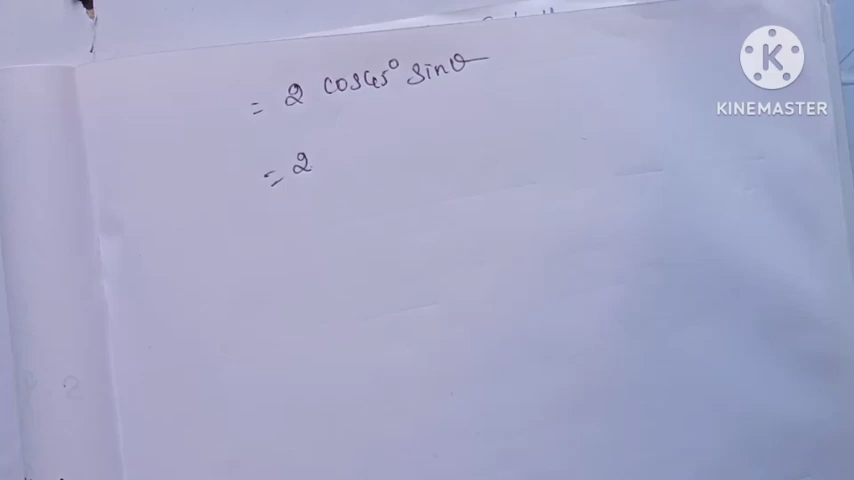 = 2 cos45° sinθ
= 2
K
KINEMASTER